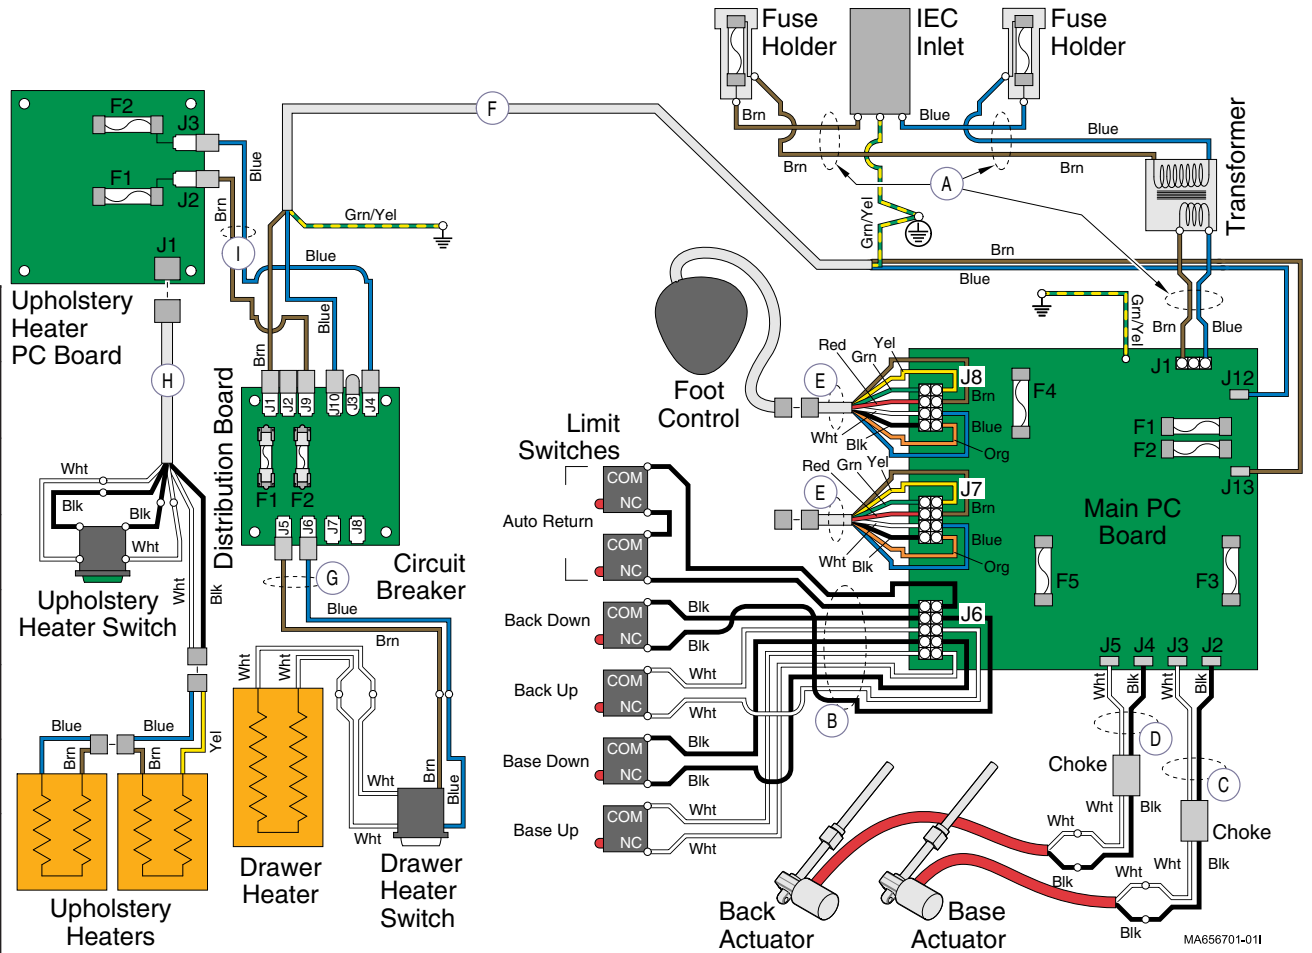 Fuse
Holder
IEC
Inlet
Fuse
Holder
F2
J3
F1
J2
J1
Blue
Brn
I
Upholstery
Heater
PC Board
F
Grn/Yel
Blue
Brn
Blue
Brn
Blue
Brn
Blue
Brn
A
Grn/Yel
Transformer
Brn
Blue
Brn
Blue
Grn/Yel
Foot
Control
H
Distribution Board
J1
J2
J9
J10
J3
J4
F1
F2
J5
J6
J7
J8
G
Circuit
Breaker
Blue
Brn
Wht
Blk
Blk
Wht
Wht
Blk
Upholstery
Heater Switch
Blue
Brn
Blue
Brn
Yel
Upholstery
Heaters
Wht
Wht
Wht
Wht
Brn
Blue
Drawer
Heater
Drawer
Heater
Switch
Limit
Switches
COM
NC
Auto Return
COM
NC
Back Down
COM
NC
Blk
Blk
Back Up
COM
NC
Wht
Wht
Base Down
COM
NC
Blk
Blk
Base Up
COM
NC
Wht
Wht
B
E
Red
Grn
Yel
Wht
Blk
J8
Brn
Blue
Org
E
Red
Grn
Yel
Wht
Blk
J7
Brn
Blue
Org
J6
J1
J12
F4
F1
F2
J13
Main PC
Board
F5
F3
J5
J4
J3
J2
Wht
Blk
Wht
Blk
D
C
Choke
Wht
Blk
Choke
Wht
Blk
Wht
Blk
Wht
Blk
Back
Actuator
Base
Actuator
MA656701-01I